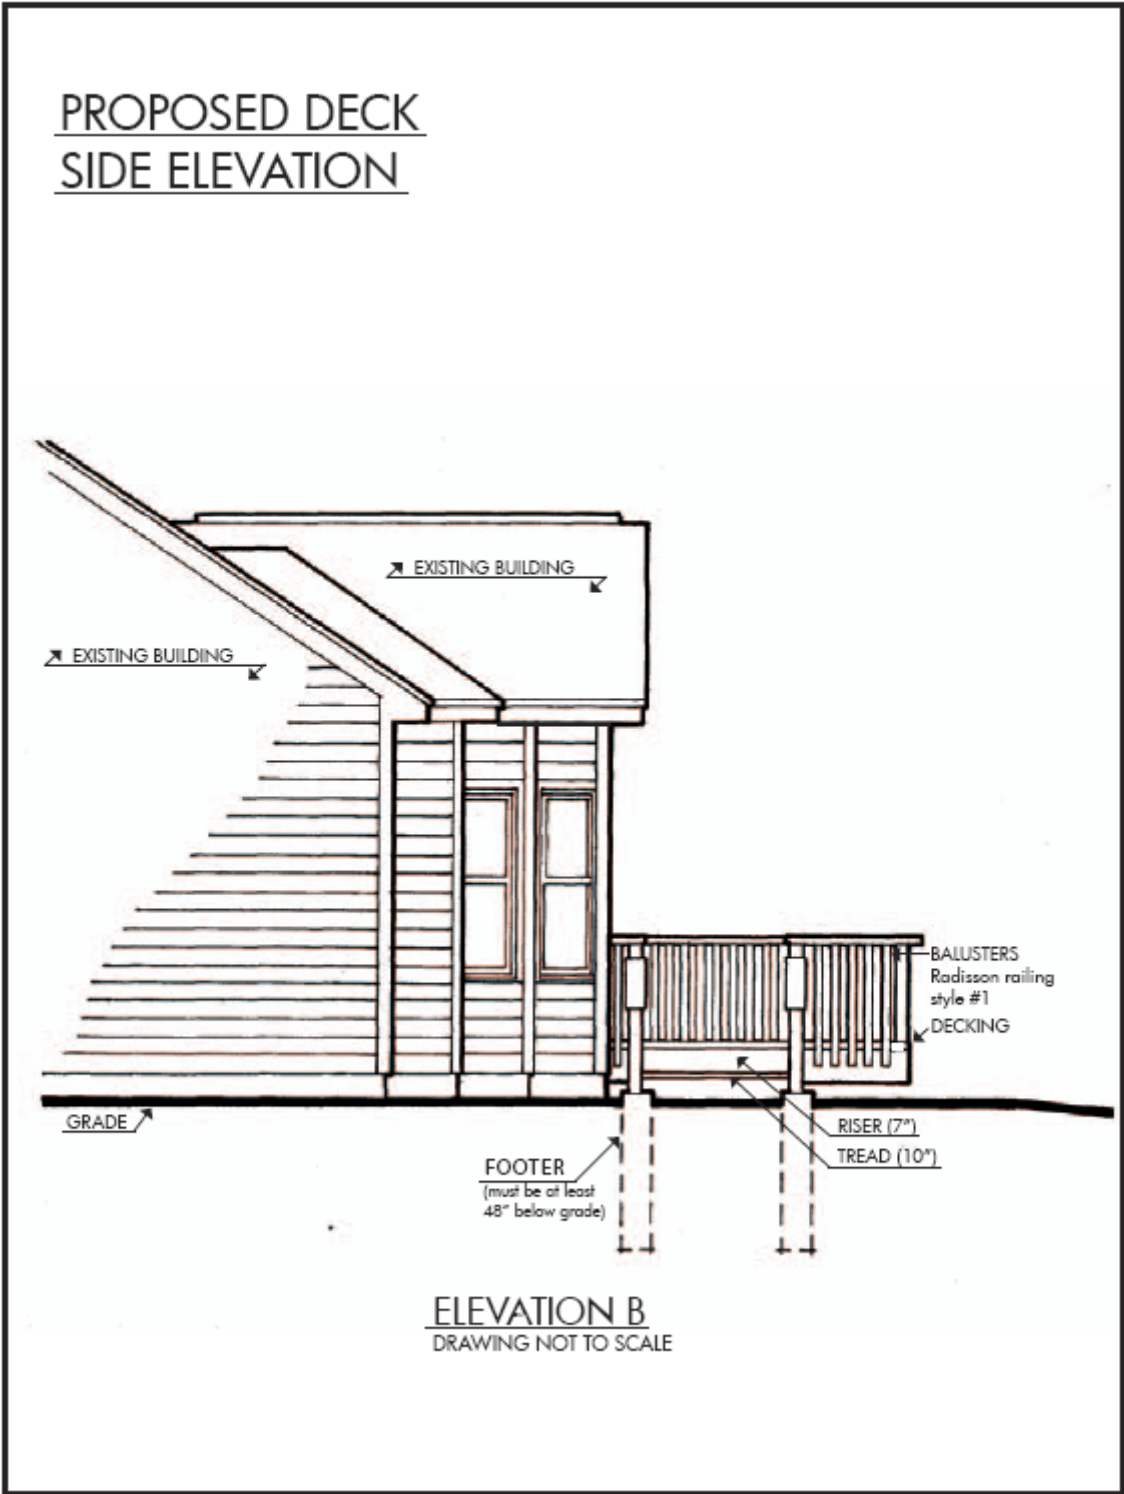 PROPOSED DECK
SIDE ELEVATION
EXISTING BUILDING
EXISTING BUILDING
BALUSTERS
Radisson railing
style #1
DECKING
GRADE
RISER (7")
TREAD (10")
FOOTER
(must be at least
48" below grade)
ELEVATION B
DRAWING NOT TO SCALE